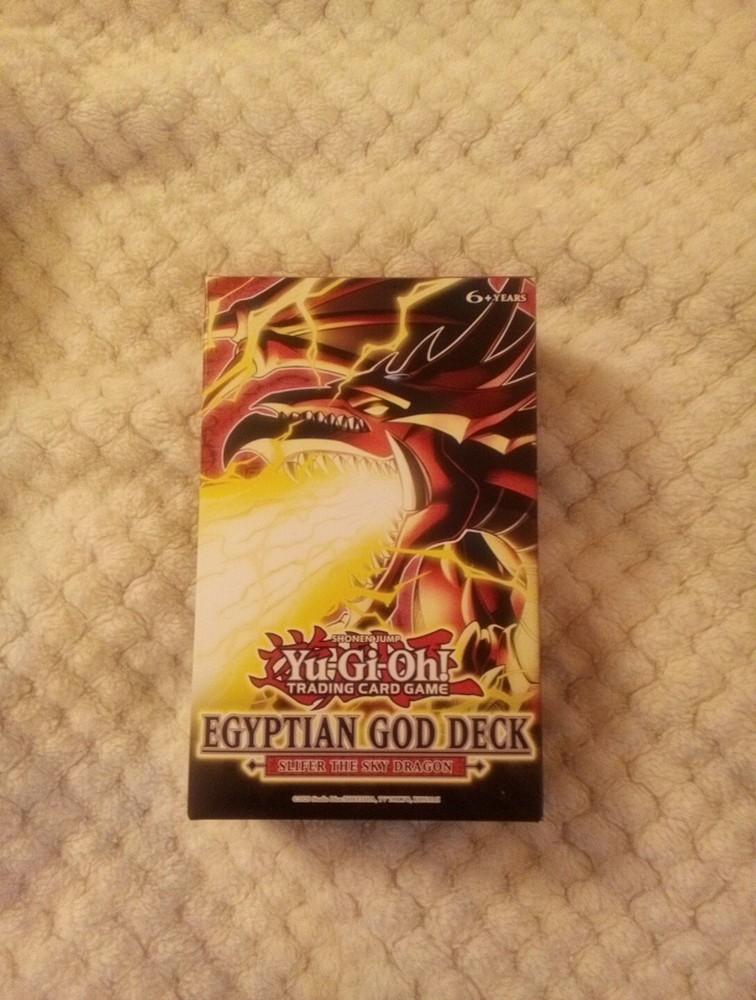 6+ YEARS
SHONEN JUMP
Yu-Gi-Oh!
TRADING CARD GAME
EGYPTIAN GOD DECK
SLIFER THE SKY DRAGON